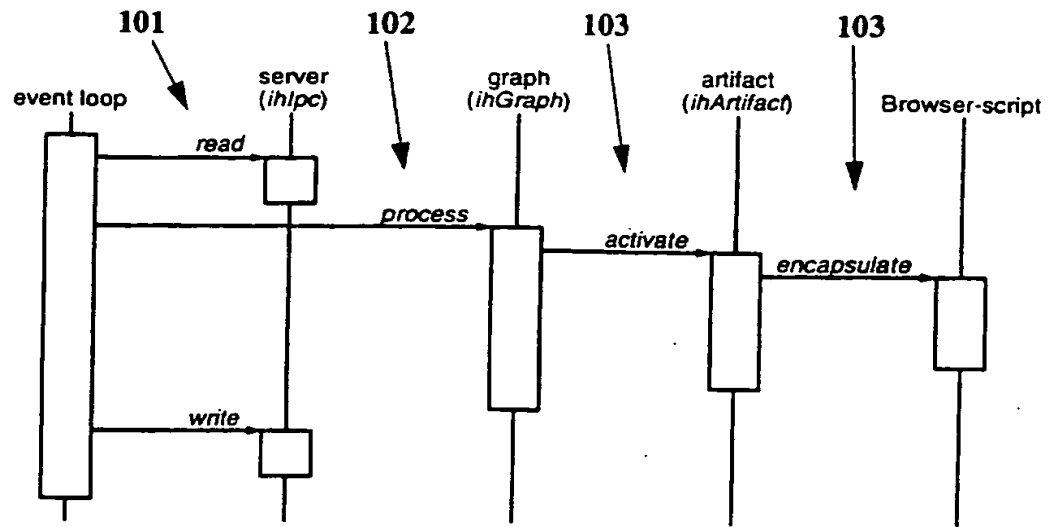 101
102
103
103
event loop
server
(ihIpc)
graph
(ihGraph)
artifact
(ihArtifact)
Browser-script
read
process
activate
encapsulate
write